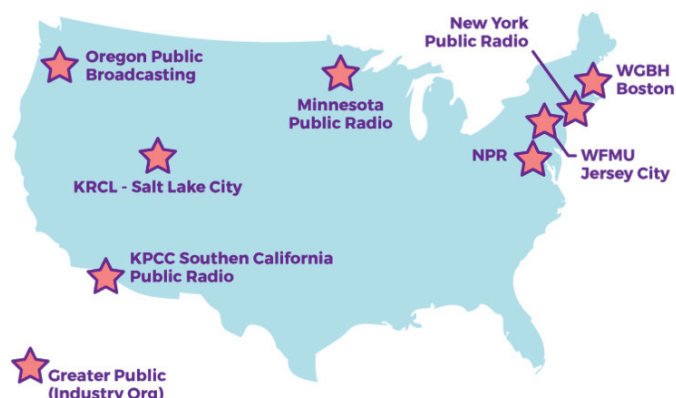 New York
Public Radio
Oregon Public
Broadcasting
WGBH
Boston
Minnesota
Public Radio
NPR
WFMU
Jersey City
KRCL - Salt Lake City
KPCC Southen California
Public Radio
Greater Public
(Industry Org)